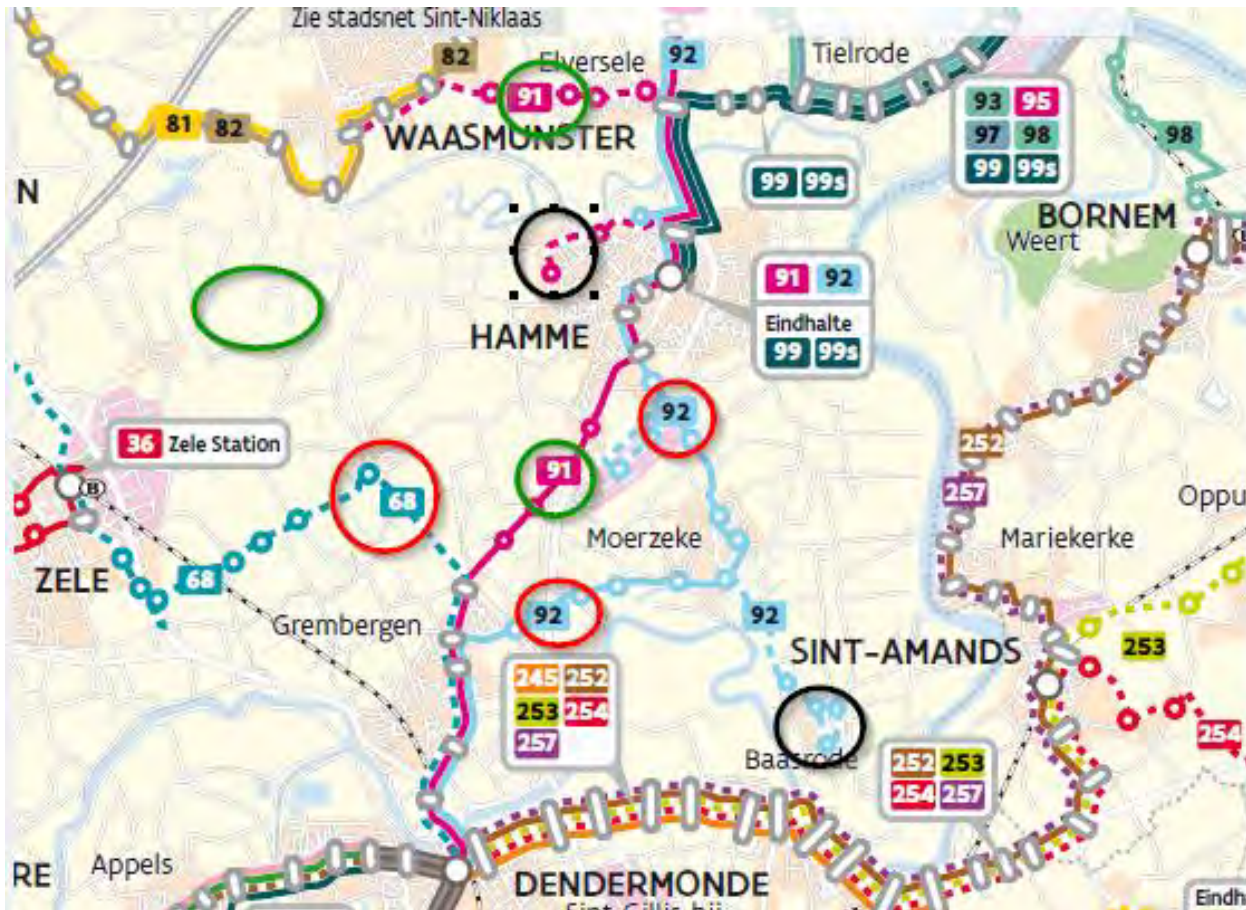 Zie stadsnet Sint-Niklaas
82
Elversele
92
Tielrode
91
93 95
81 82
WAASMUNSTER
97 98
98
99 99s
99 99s
N
BORNEM
Weert
91 92
HAMME
Eindhalte
99 99s
92
36 Zele Station
252
91
68
257
Oppu
Moerzeke
Mariekerke
ZELE
68
92
92
Grembergen
253
SINT-AMANDS
245 252
253 254
257
254
Baasrode
252 253
254 257
RE
Appels
DENDERMONDE
Eindh